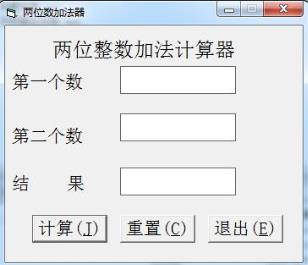 两位数加法器
两位整数加法计算器
第一个数
第二个数
结 果
计算(J) 重置(C) 退出(E)